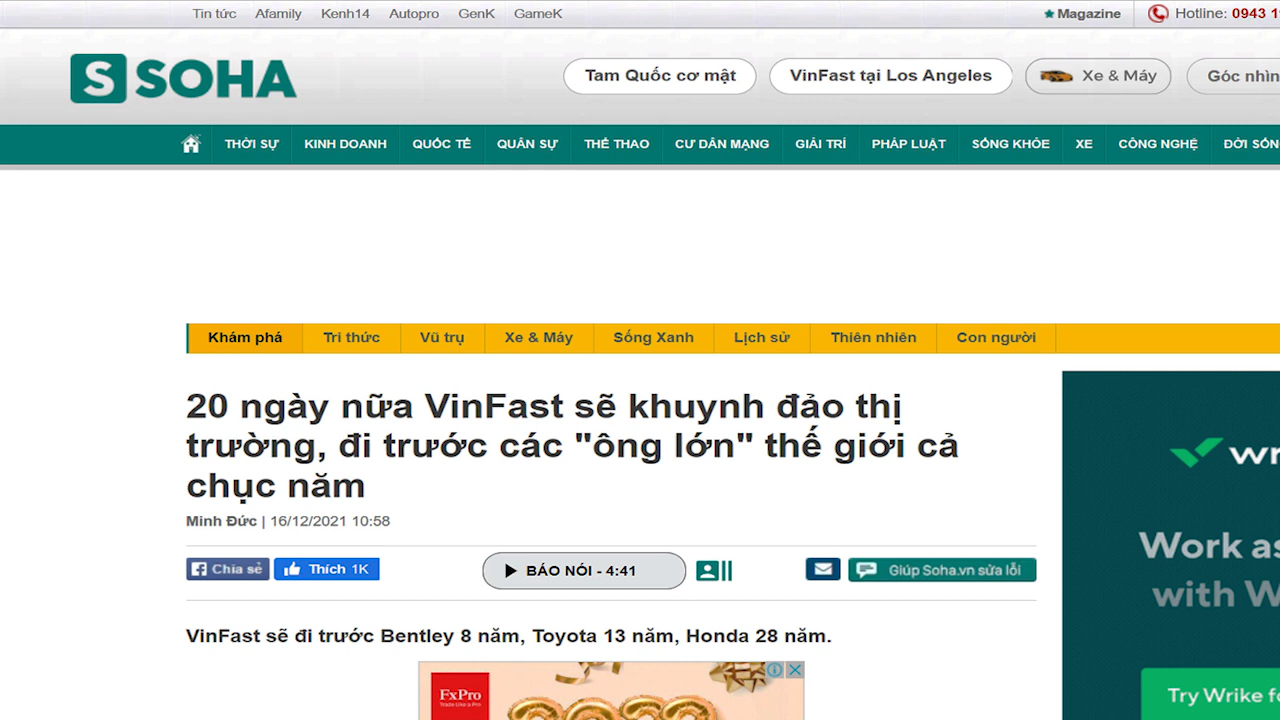 Tin tức Afamily Kenh14 Autopro GenK GameK
Magazine Hotline: 0943
S SOHA
Tam Quốc cơ mật VinFast tại Los Angeles Xe & Máy Góc nhìn
THỜI SỰ KINH DOANH QUỐC TẾ QUÂN SỰ THỂ THAO CƯ DÂN MẠNG GIẢI TRÍ PHÁP LUẬT SỐNG KHỎE XE CÔNG NGHỆ ĐỜI
Khám phá Tri thức Vũ trụ Xe & Máy Sống Xanh Lịch sử Thiên nhiên Con người
20 ngày nữa VinFast sẽ khuynh đảo thị
trường, đi trước các "ông lớn" thế giới cả
chục năm
Minh Đức | 16/12/2021 10:58
Chia sẻ Thích 1K BÁO NÓI - 4:41 Giúp Soha.vn sửa lỗi
VinFast sẽ đi trước Bentley 8 năm, Toyota 13 năm, Honda 28 năm.
FxPro
Trade Like a Pro
Work
with
Try Wrike